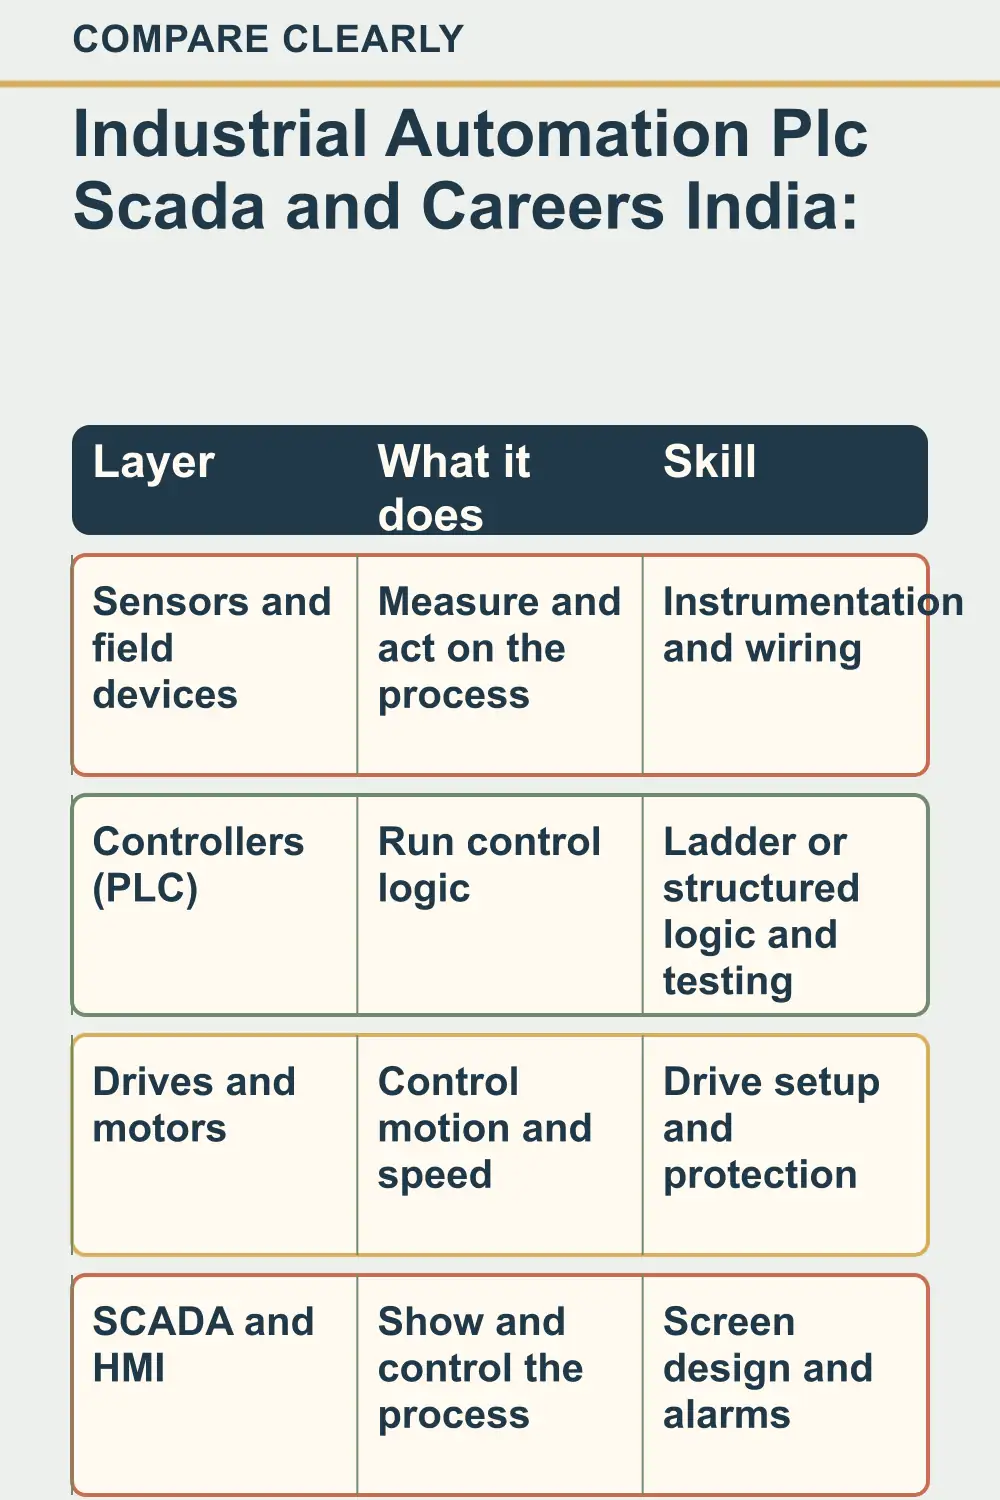 COMPARE CLEARLY
Industrial Automation Plc
Scada and Careers India:
Layer
What it
does
Skill
Sensors and
field
devices
Measure and
act on the
process
Instrumentation
and wiring
Controllers
(PLC)
Run control
logic
Ladder or
structured
logic and
testing
Drives and
motors
Control
motion and
speed
Drive setup
and
protection
SCADA and
HMI
Show and
control the
process
Screen
design and
alarms